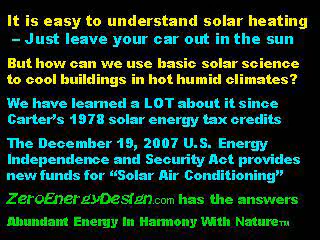 It is easy to understand solar heating
– Just leave your car out in the sun
But how can we use basic solar science
to cool buildings in hot humid climates?
We have learned a LOT about it since
Carter's 1978 solar energy tax credits
The December 19, 2007 U.S. Energy
Independence and Security Act provides
new funds for “Solar Air Conditioning”
ZeroEnergyDesign.com has the answers
Abundant Energy In Harmony With Nature™